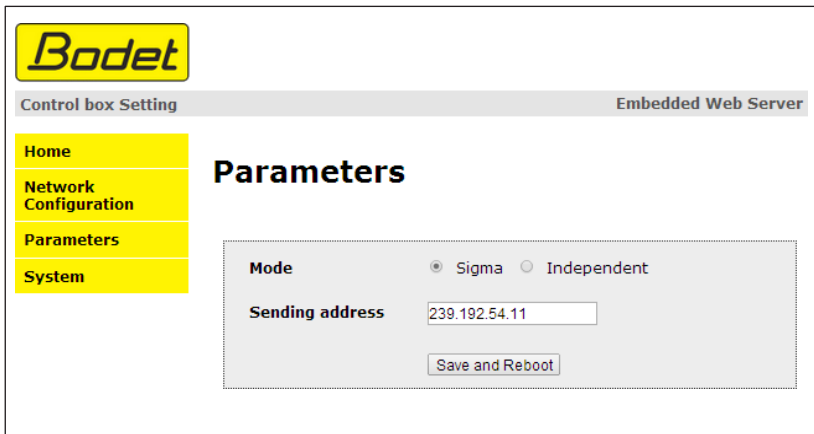 Bodet
Control box Setting
Embedded Web Server
Home
Network
Configuration
Parameters
System
Parameters
Mode
Sigma
Independent
Sending address
239.192.54.11
Save and Reboot